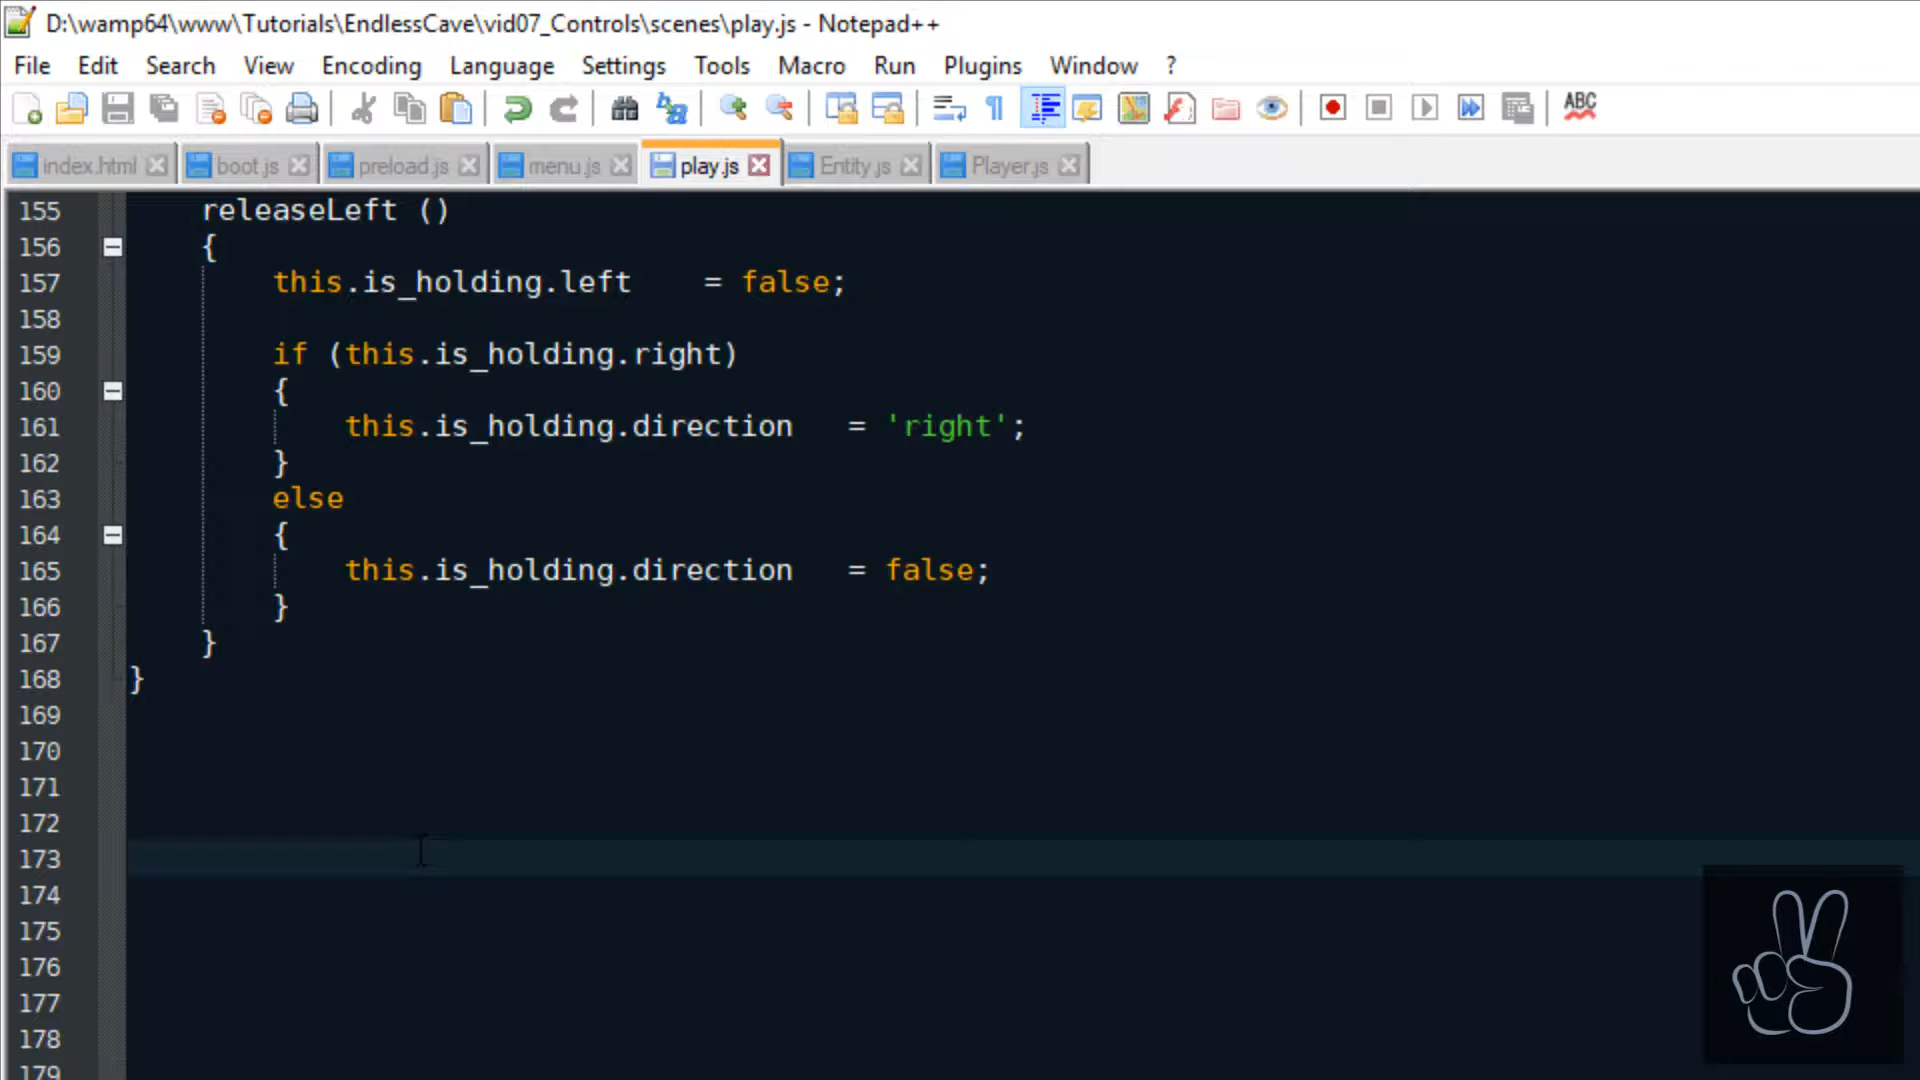 D:\wamp64\www\Tutorials\EndlessCave\vid07_Controls\scenes\play.js - Notepad++
File Edit Search View Encoding Language Settings Tools Macro Run Plugins Window ?
ABC
index.html boot.js preload.js menu.js play.js Entity.js Player.js
155 releaseLeft ()
156 {
157 this.is_holding.left = false;
158
159 if (this.is_holding.right)
160 {
161 this.is_holding.direction = 'right';
162 }
163 else
164 {
165 this.is_holding.direction = false;
166 }
167 }
168 }
169
170
171
172
173
174
175
176
177
178
179